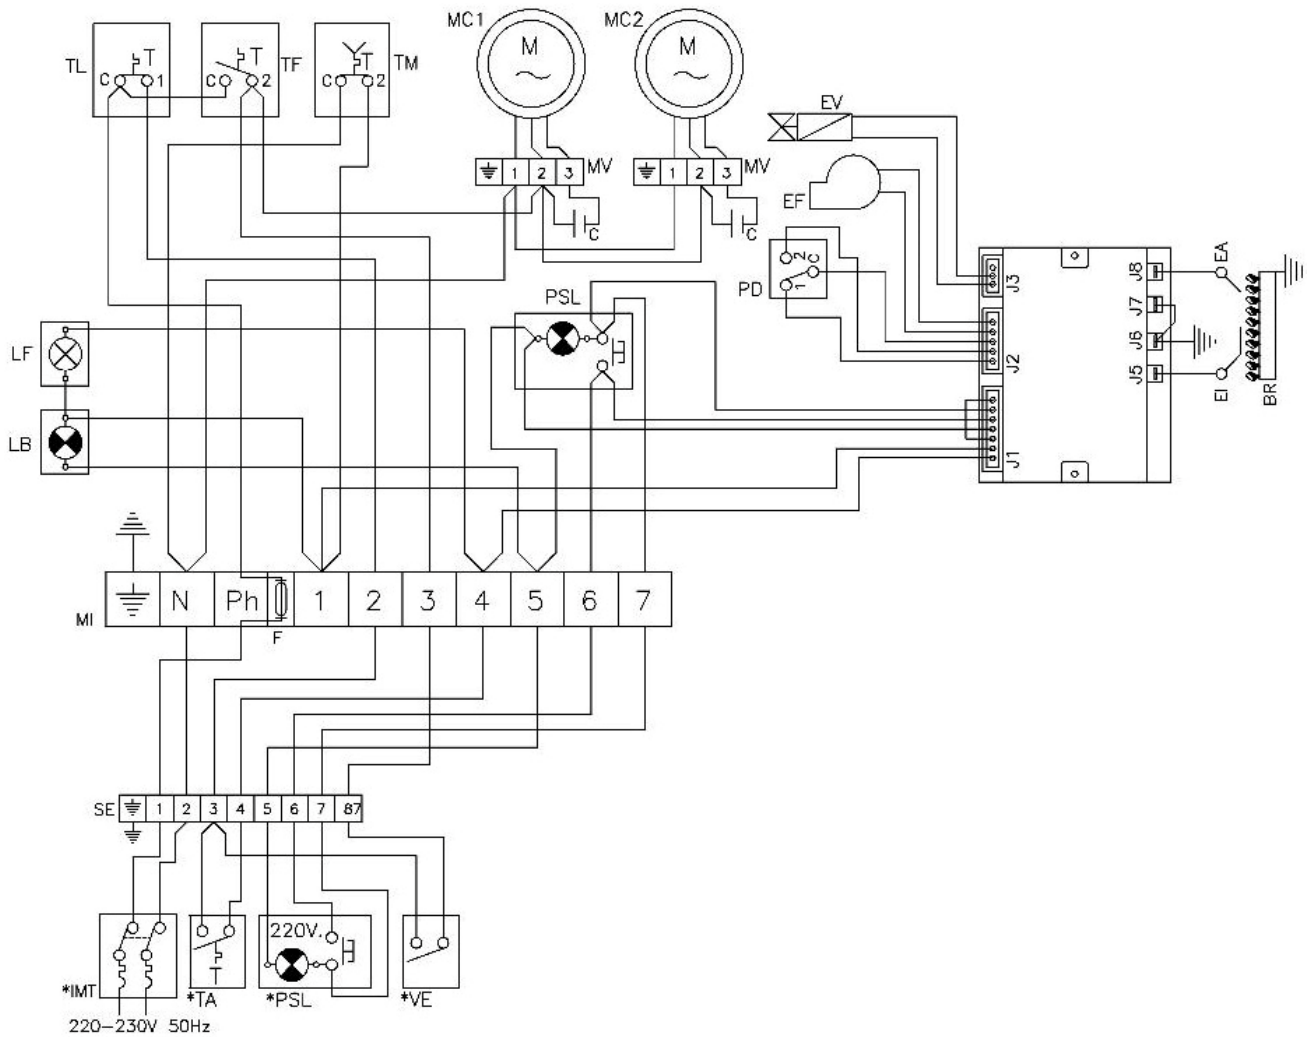 MC1
MC2
TL
T
C
1
TF
T
C
2
TM
T
C
2
M
M
EV
MV
1
2
3
MV
1
2
3
C
C
EF
PD
2
C
1
PSL
J3
J2
J1
J8
J7
J6
J5
EA
EI
BR
LF
LB
MI
N
Ph
F
1
2
3
4
5
6
7
SE
1
2
3
4
5
6
7
87
*IMT
T
*TA
220V.
*PSL
*VE
220-230V 50Hz